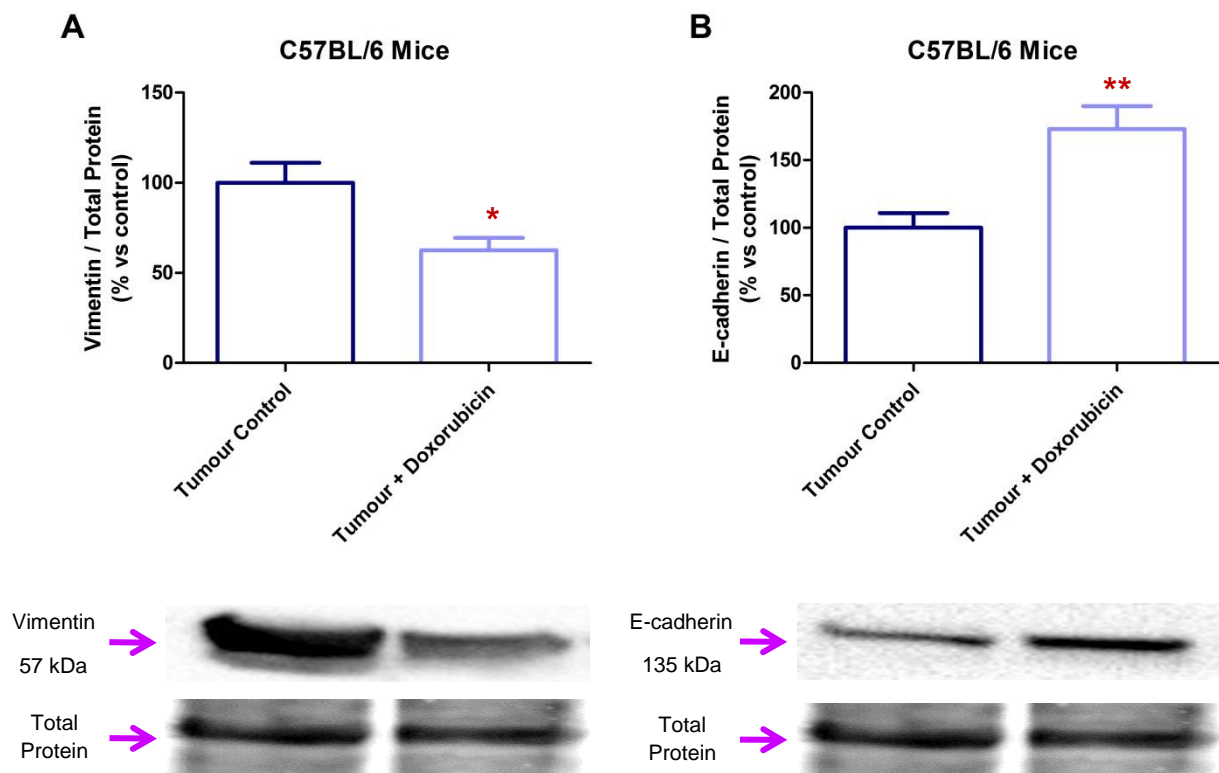 A
C57BL/6 Mice
Vimentin / Total Protein
(% vs control)
150
100
50
0
*
Tumour Control
Tumour + Doxorubicin
Vimentin
57 kDa
Total
Protein
B
C57BL/6 Mice
E-cadherin / Total Protein
(% vs control)
200
150
100
50
0
**
Tumour Control
Tumour + Doxorubicin
E-cadherin
135 kDa
Total
Protein